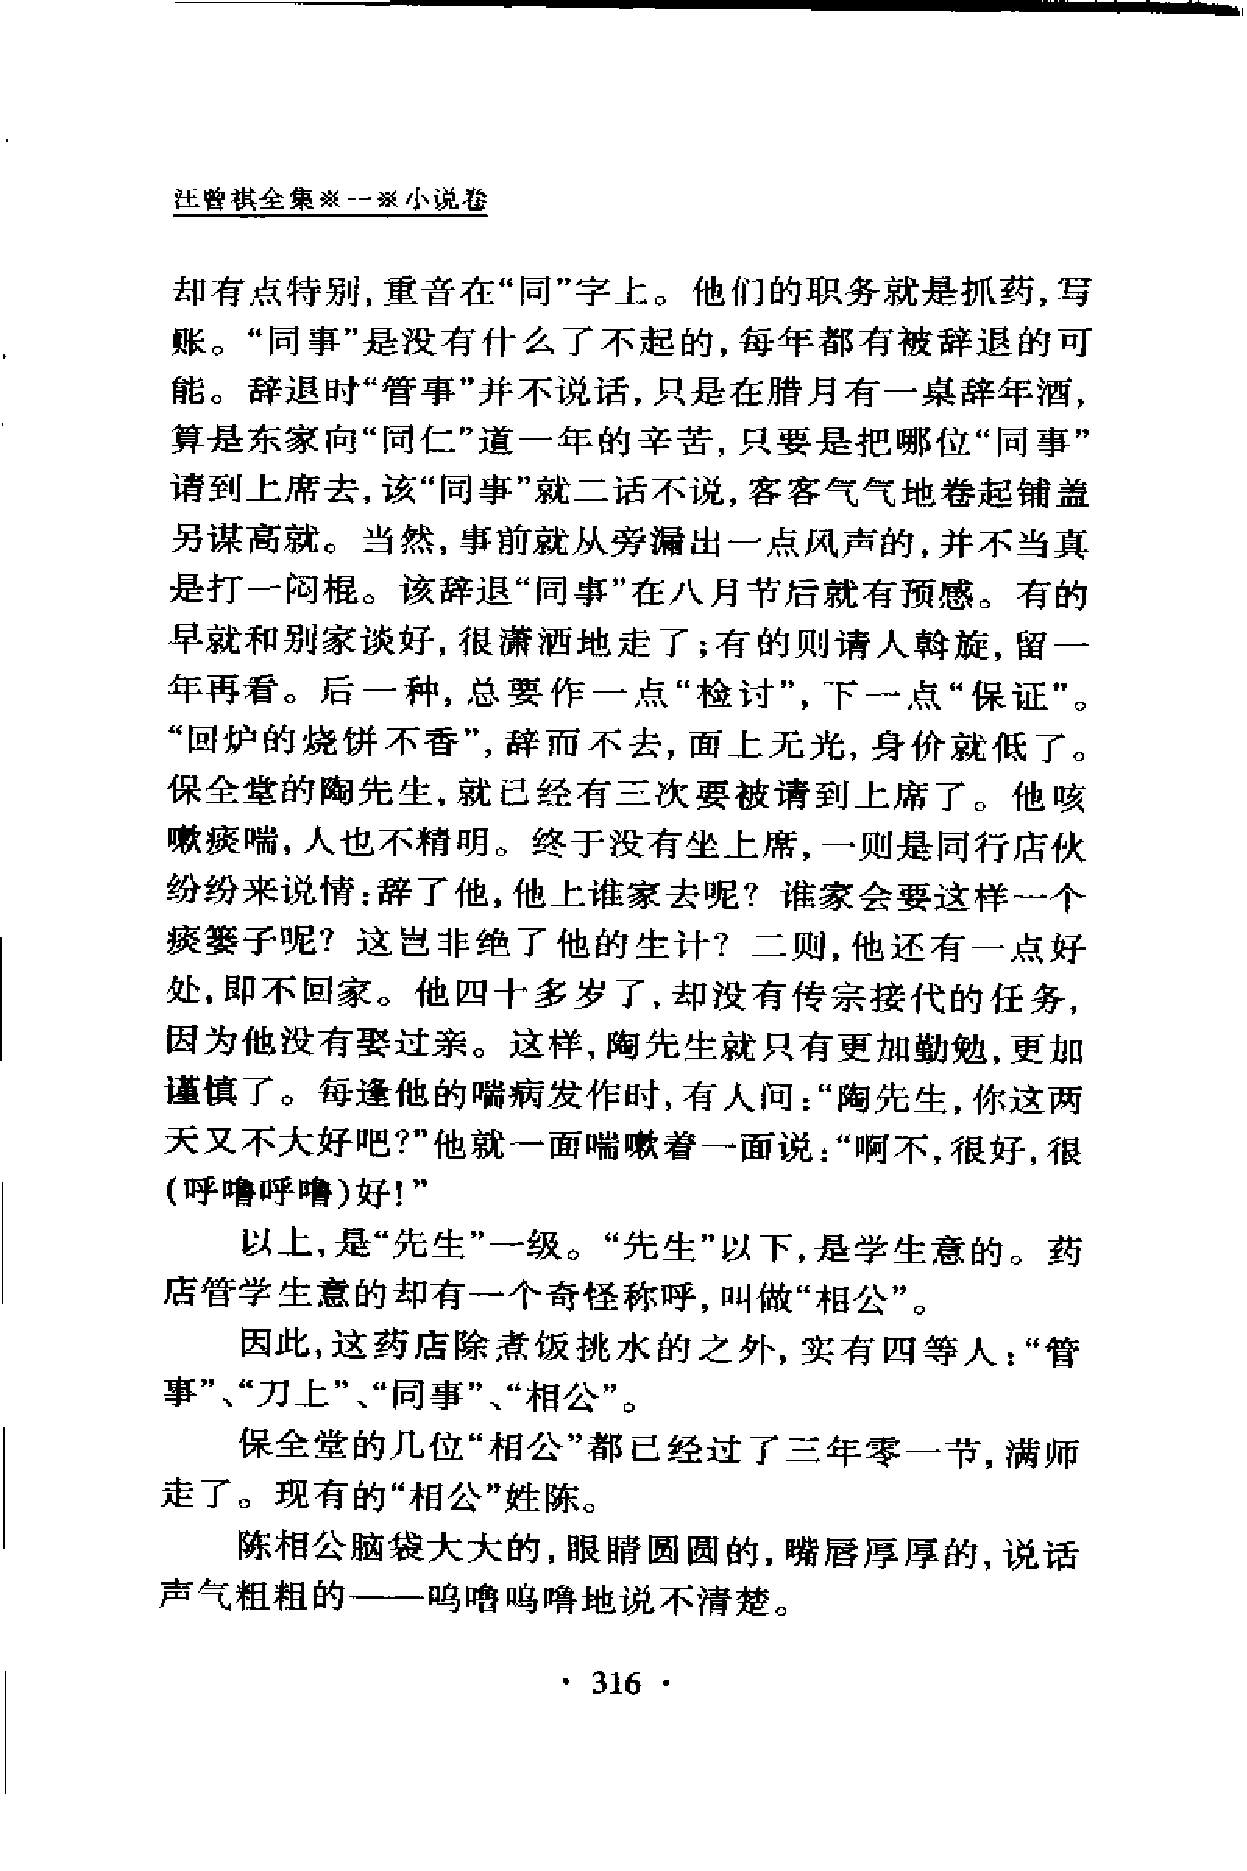 汪曾祺全集※一※小说卷
却有点特别,重音在“同”字上。他们的职务就是抓药,写
账。“同事”是没有什么了不起的,每年都有被辞退的可
能。辞退时“管事”并不说话,只是在腊月有一桌辞年酒,
算是东家向“同仁”道一年的辛苦,只要是把哪位“同事”
请到上席去,该“同事”就二话不说,客客气气地卷起铺盖
另谋高就。当然,事前就从旁漏出一点风声的,并不当真
是打一闷棍。该辞退“同事”在八月节后就有预感。有的
早就和别家谈好,很潇洒地走了;有的则请人斡旋,留一
年再看。后一种,总要作一点“检讨”,下一点“保证”。
“回炉的烧饼不香”,辞而不去,面上无光,身价就低了。
保全堂的陶先生,就已经有三次要被请到上席了。他咳
嗽痰喘,人也不精明。终于没有坐上席,一则是同行店伙
纷纷来说情:辞了他,他上谁家去呢?谁家会要这样一个
痰篓子呢?这岂非绝了他的生计?二则,他还有一点好
处,即不回家。他四十多岁了,却没有传宗接代的任务,
因为他没有娶过亲。这样,陶先生就只有更加勤勉,更加
谨慎了。每逢他的喘病发作时,有人问:“陶先生,你这两
天又不大好吧?”他就一面喘嗽着一面说:“啊不,很好,很
(呼噜呼噜)好!”
以上,是“先生”一级。“先生”以下,是学生意的。药
店管学生意的却有一个奇怪称呼,叫做“相公”。
因此,这药店除煮饭挑水的之外,实有四等人:“管
事”、“刀上”、“同事”、“相公”。
保全堂的几位“相公”都已经过了三年零一节,满师
走了。现有的“相公”姓陈。
陈相公脑袋大大的,眼睛圆圆的,嘴唇厚厚的,说话
声气粗粗的——呜噜呜噜地说不清楚。
· 316 ·